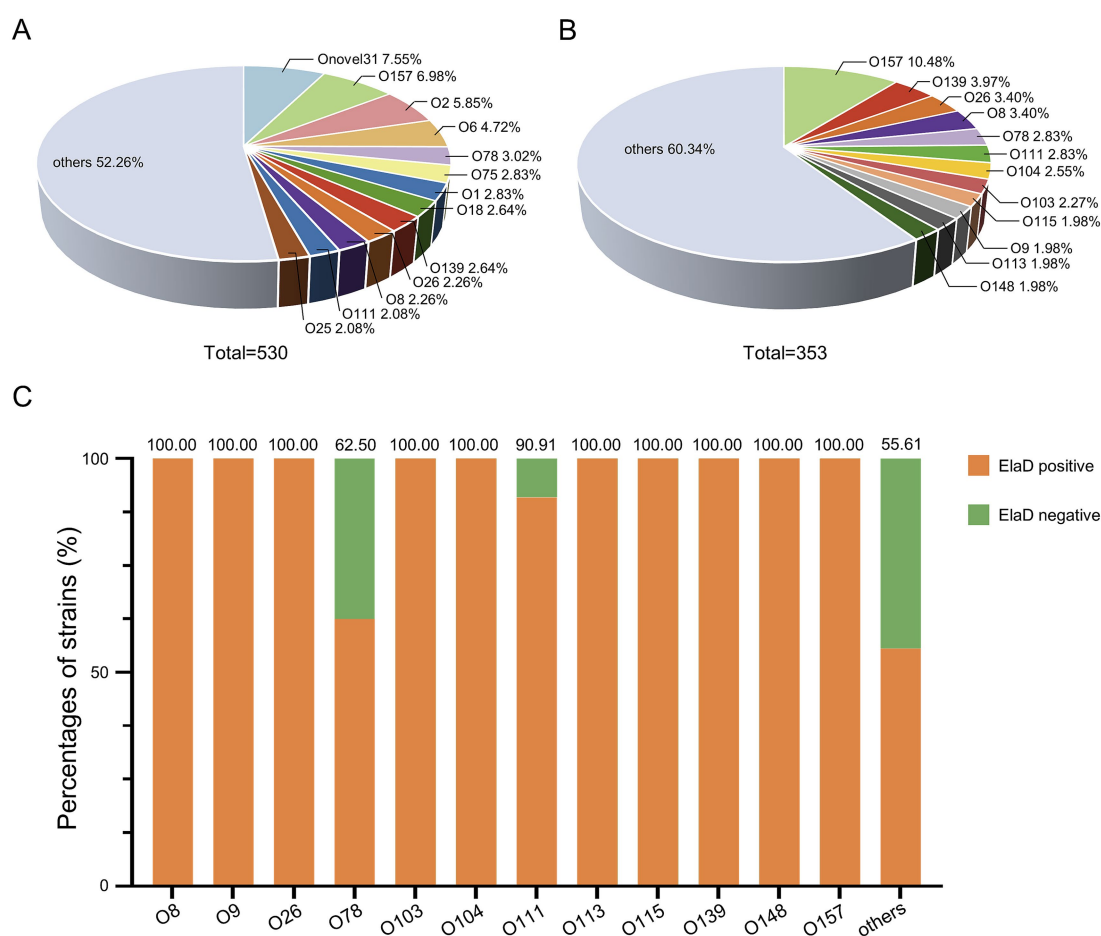 A
Onovel31 7.55%
O157 6.98%
O2 5.85%
O6 4.72%
O78 3.02%
O75 2.83%
O1 2.83%
O18 2.64%
O139 2.64%
O26 2.26%
O8 2.26%
O111 2.08%
O25 2.08%
others 52.26%
Total=530
B
O157 10.48%
O139 3.97%
O26 3.40%
O8 3.40%
O78 2.83%
O111 2.83%
O104 2.55%
O103 2.27%
O115 1.98%
O9 1.98%
O113 1.98%
O148 1.98%
others 60.34%
Total=353
C
100.00 100.00 100.00 62.50 100.00 100.00 90.91 100.00 100.00 100.00 100.00 100.00 55.61
Percentages of strains (%)
100
50
0
O8 O9 O26 O78 O103 O104 O111 O113 O115 O139 O148 O157 others
ElaD positive
ElaD negative